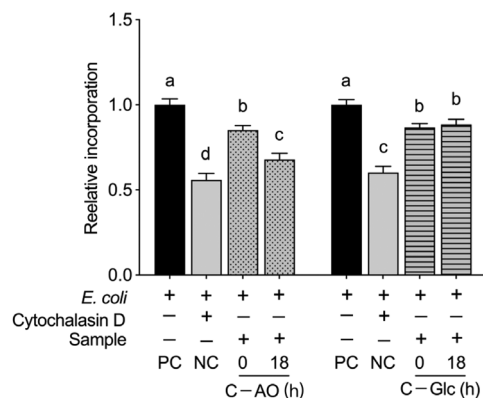 Reelative incorporation
1.5
1.0
0.5
0.0
a
d
b
c
a
c
b
b
E. coli + + + + + + + +
Cytochalasin D − + − − − + − −
Sample − − + + − − + +
PC NC 0 18 PC NC 0 18
C−AO (h) C−Glc (h)